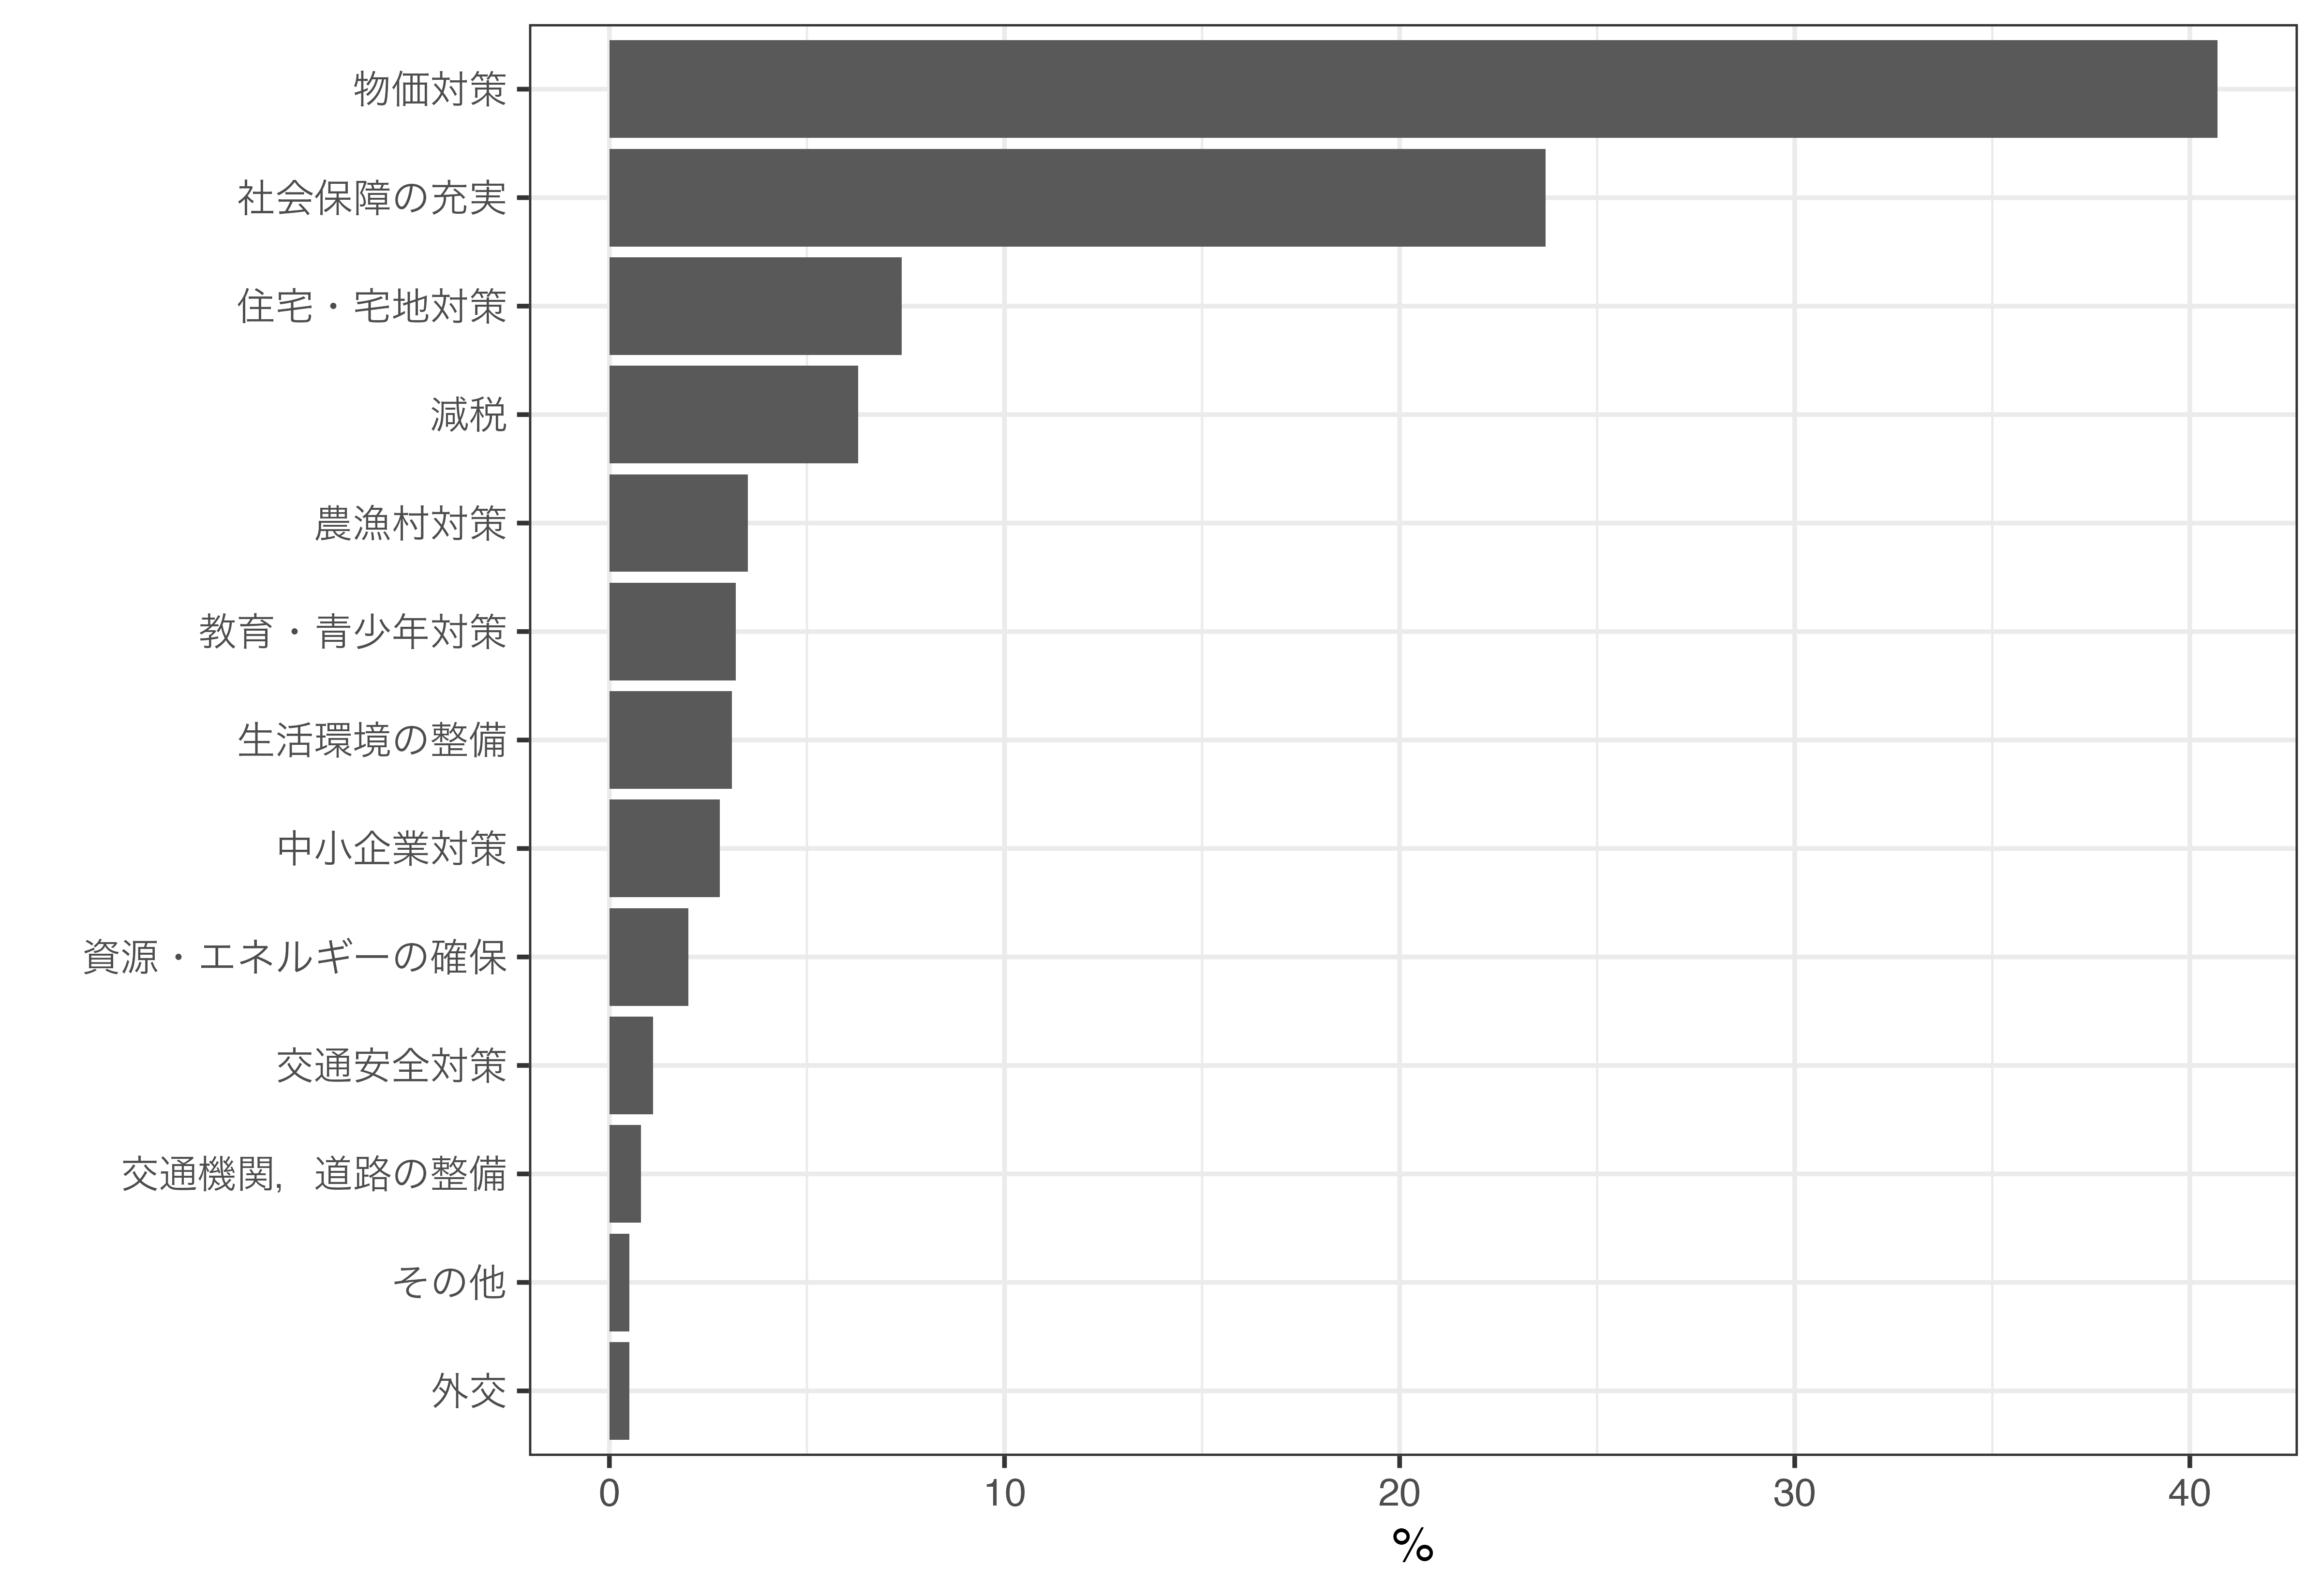 物価対策
社会保障の充実
住宅・宅地対策
減税
農漁村対策
教育・青少年対策
生活環境の整備
中小企業対策
資源・エネルギーの確保
交通安全対策
交通機関，道路の整備
その他
外交
0 10 20 30 40
%